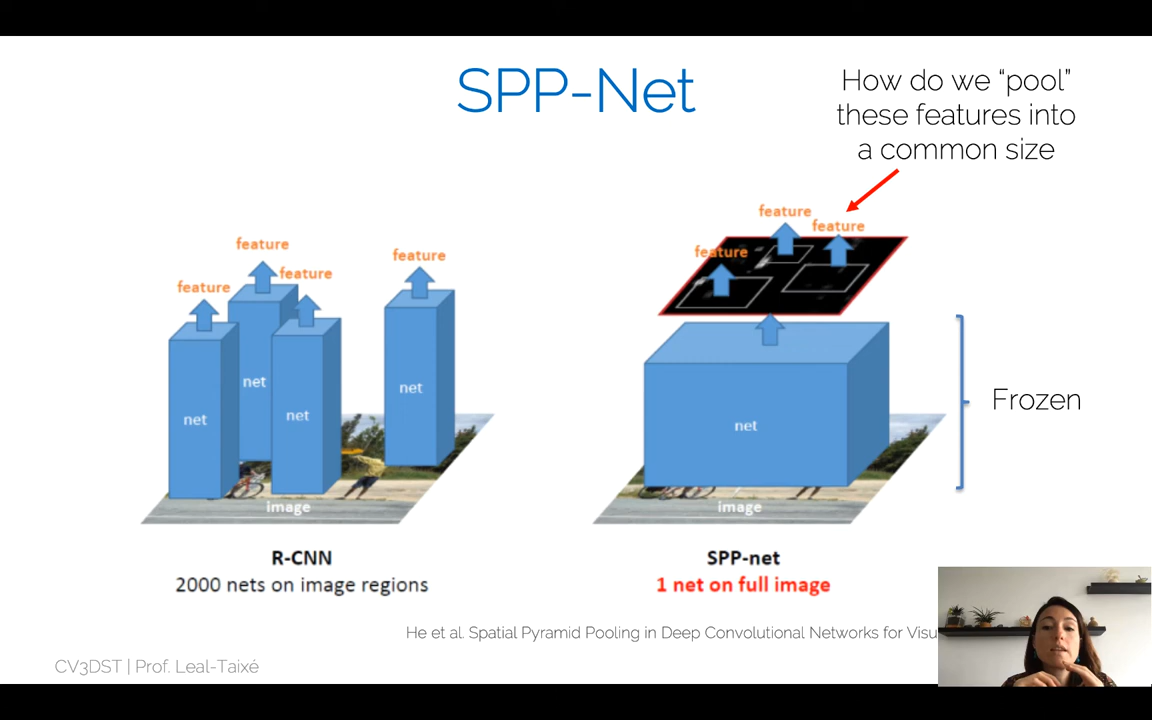 SPP-Net
How do we “pool”
these features into
a common size
feature
feature
feature
feature
net
net
net
net
image
R-CNN
2000 nets on image regions
feature
feature
feature
net
image
SPP-net
1 net on full image
Frozen
He et al. Spatial Pyramid Pooling in Deep Convolutional Networks for Visu
CV3DST | Prof. Leal-Taixé